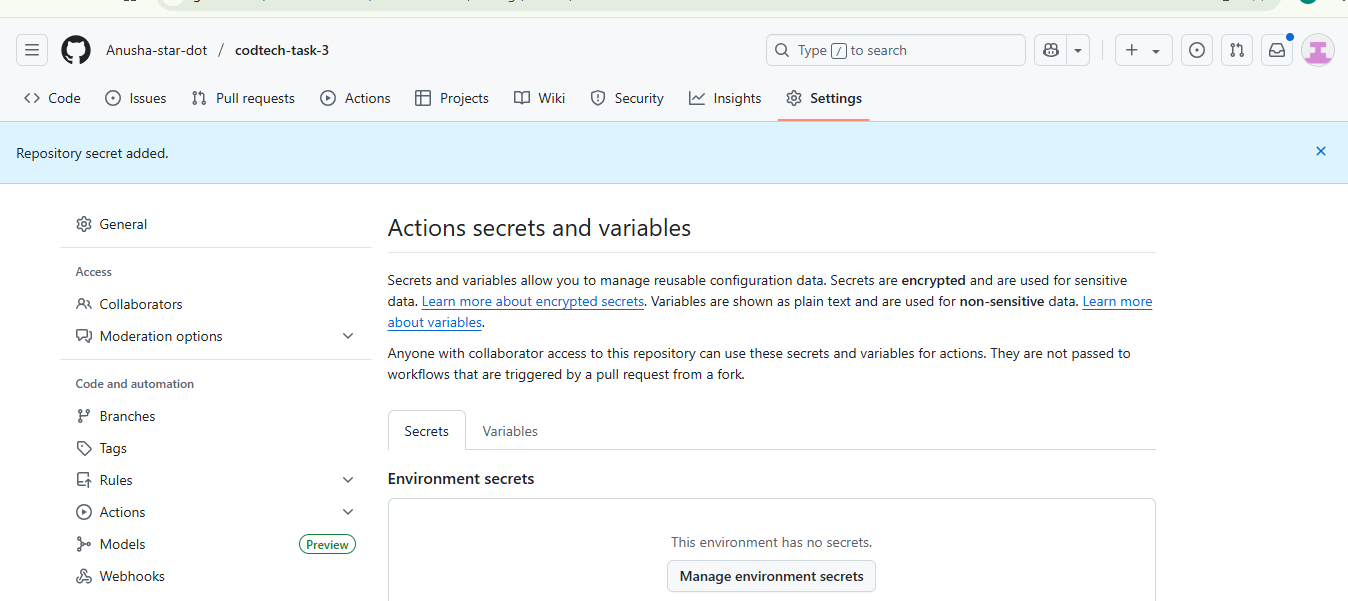 Anusha-star-dot / codtech-task-3
Type / to search
Code
Issues
Pull requests
Actions
Projects
Wiki
Security
Insights
Settings
Repository secret added.
General
Access
Collaborators
Moderation options
Code and automation
Branches
Tags
Rules
Actions
Models Preview
Webhooks
Actions secrets and variables
Secrets and variables allow you to manage reusable configuration data. Secrets are encrypted and are used for sensitive
data. Learn more about encrypted secrets. Variables are shown as plain text and are used for non-sensitive data. Learn more
about variables.
Anyone with collaborator access to this repository can use these secrets and variables for actions. They are not passed to
workflows that are triggered by a pull request from a fork.
Secrets
Variables
Environment secrets
This environment has no secrets.
Manage environment secrets